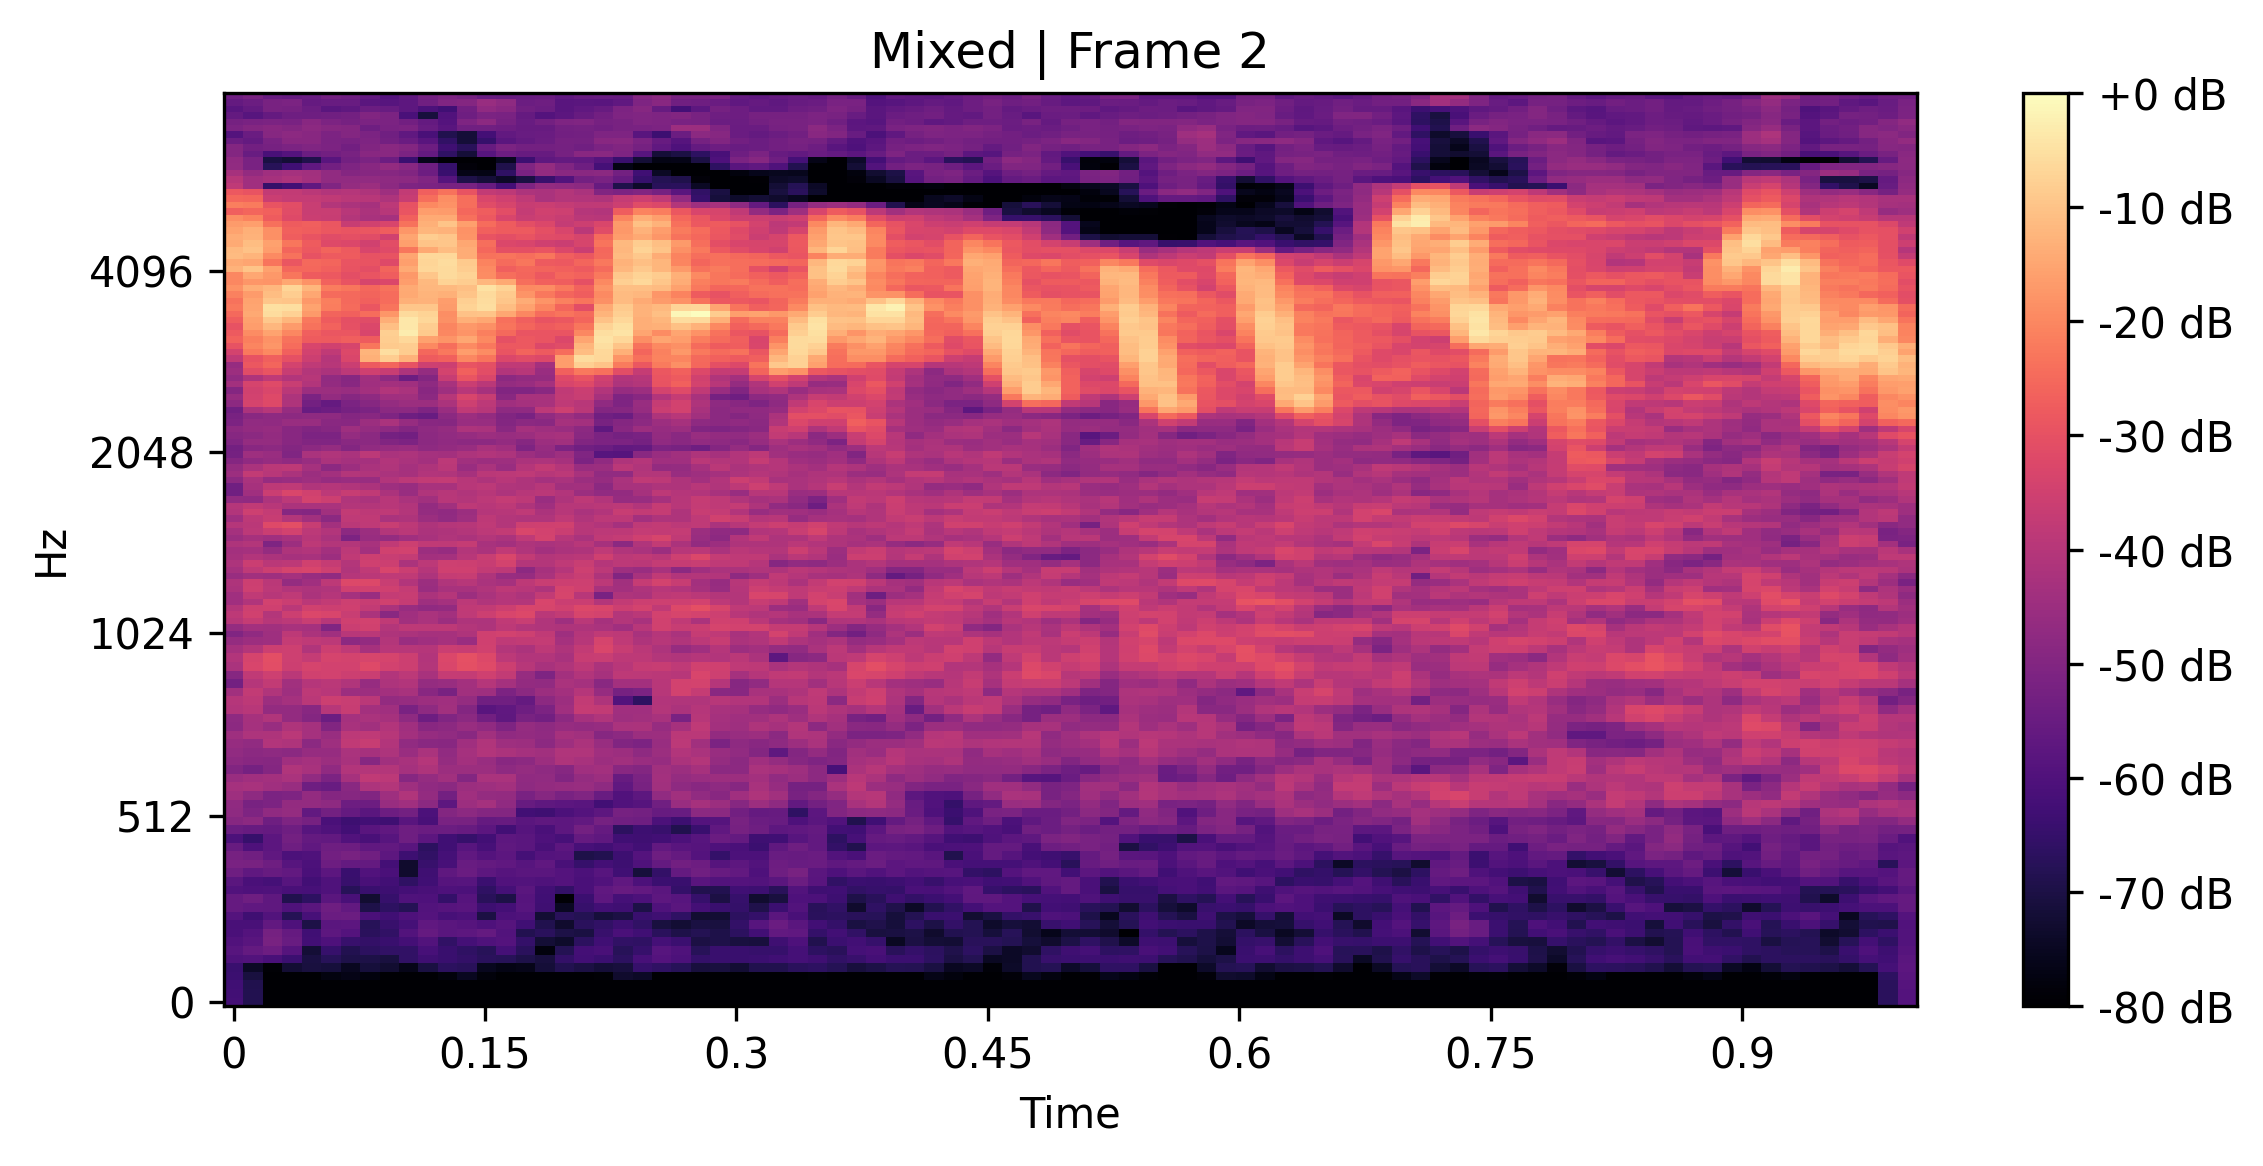 Mixed | Frame 2
+0 dB
-10 dB
-20 dB
-30 dB
-40 dB
-50 dB
-60 dB
-70 dB
-80 dB
Hz
4096
2048
1024
512
0
0 0.15 0.3 0.45 0.6 0.75 0.9
Time